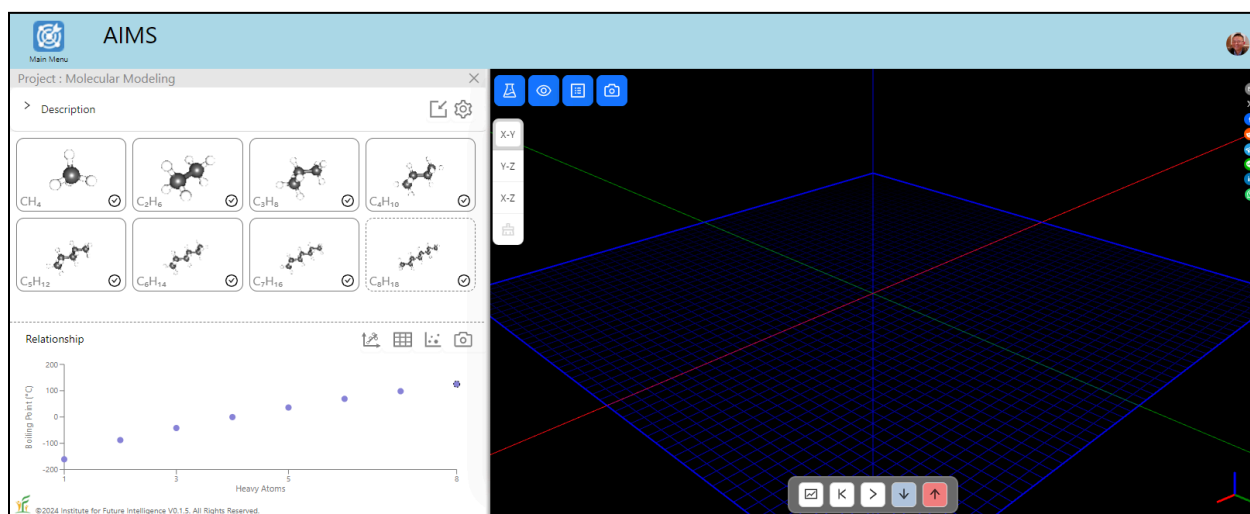 AIMS
Main Menu
Project : Molecular Modeling
Description
CH₄
C₂H₆
C₃H₈
C₄H₁₀
C₅H₁₂
C₆H₁₄
C₇H₁₆
C₈H₁₈
Relationship
200
100
0
-100
-200
Boiling Point (°C)
1
3
5
8
Heavy Atoms
©2024 Institute for Future Intelligence V0.1.5. All Rights Reserved.
X-Y
Y-Z
X-Z